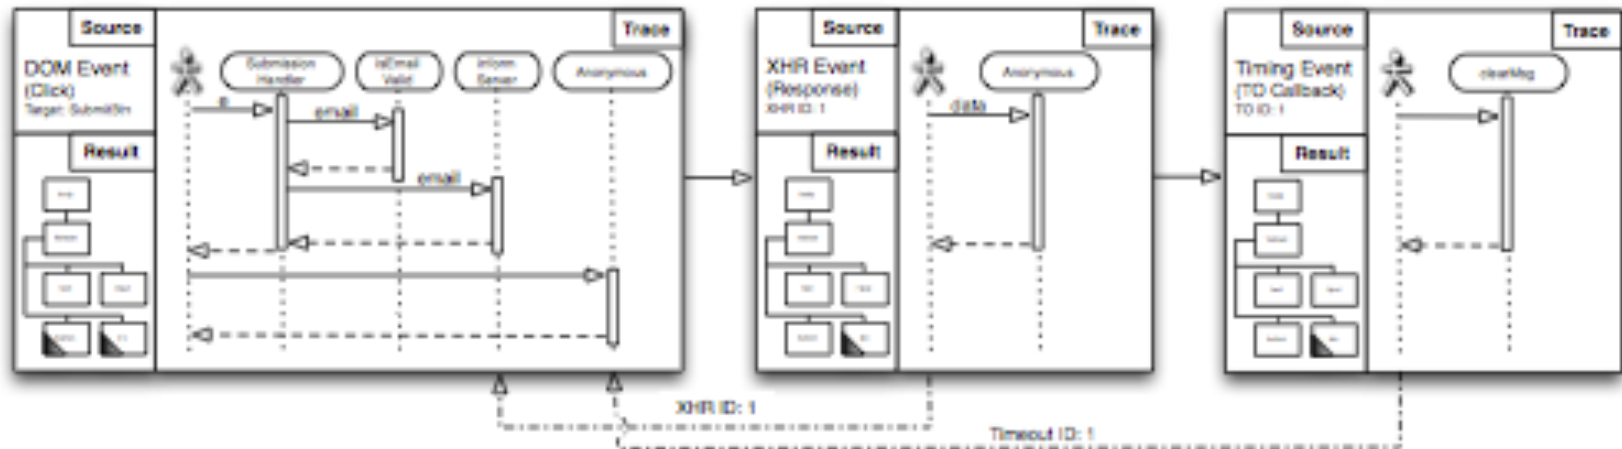 Source
Trace
DOM Event
(Click)
Target: SubmitBtn
Submission
Handler
isEmail
Valid
Inform
Server
Anonymous
e
email
email
Result
Source
Trace
XHR Event
(Response)
XHR ID: 1
Anonymous
data
Result
Source
Trace
Timing Event
(TO Callback)
TO ID: 1
clearMsg
Result
XHR ID: 1
Timeout ID: 1